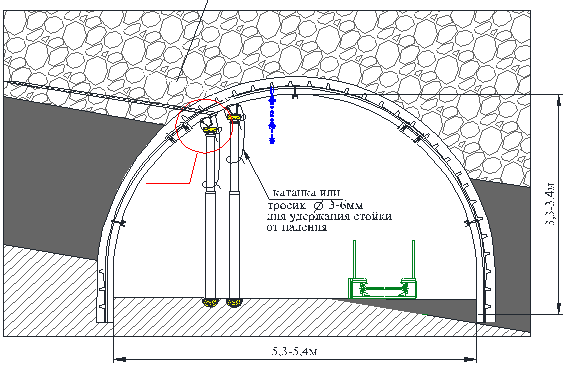 катанка или
тросик Ø 3-6мм
для удержания стойки
от падения
3,3-3,4м
5,3-5,4м